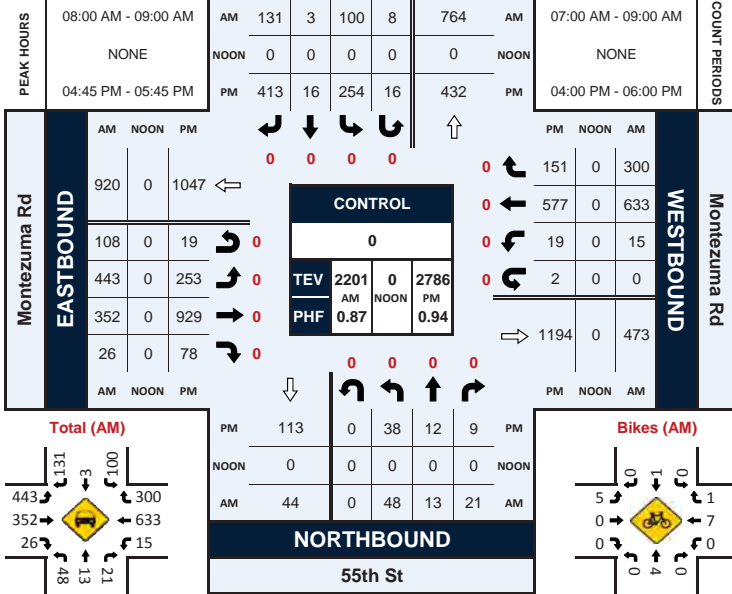 08:00 AM - 09:00 AM AM 131 3 100 8 764 AM 07:00 AM - 09:00 AM
PEAK HOURS NONE NOON 0 0 0 0 0 NOON NONE COUNT PERIODS
04:45 PM - 05:45 PM PM 413 16 254 16 432 PM 04:00 PM - 06:00 PM
AM NOON PM PM NOON AM
0 0 0 0
920 0 1047
0 151 0 300
0 577 0 633
0 19 0 15
0 2 0 0
1194 0 473
PM NOON AM
Montezuma Rd
EASTBOUND
108 0 19 0
443 0 253 0
352 0 929 0
26 0 78 0
AM NOON PM
CONTROL
0
TEV 2201 0 2786
AM NOON PM
PHF 0.87 0.94
WESTBOUND
Montezuma Rd
0 0 0 0
PM 113 0 38 12 9 PM
NOON 0 0 0 0 0 NOON
AM 44 0 48 13 21 AM
NORTHBOUND
55th St
Total (AM)
131 3 100
443 300
352 633
26 15
48 13 21
Bikes (AM)
0 1 0
5 1
0 7
0 0
0 4 0